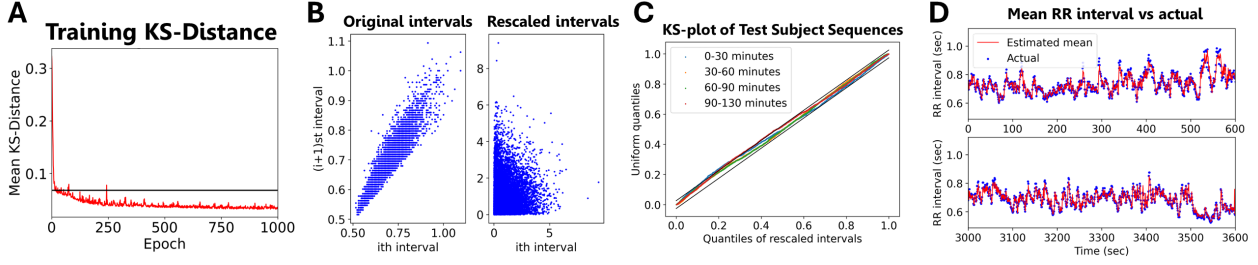 A
Training KS-Distance
Mean KS-Distance
0.3
0.2
0.1
0
250
500
750
1000
Epoch
B
Original intervals
Rescaled intervals
(i+1)st interval
1.1
1.0
0.9
0.8
0.7
0.6
0.5
0.50
0.75
1.00
ith interval
8
6
4
2
0
0
5
ith interval
C
KS-plot of Test Subject Sequences
0-30 minutes
30-60 minutes
60-90 minutes
90-130 minutes
Uniform quantiles
1.0
0.8
0.6
0.4
0.2
0.0
0.0
0.2
0.4
0.6
0.8
1.0
Quantiles of rescaled intervals
D
Mean RR interval vs actual
Estimated mean
Actual
RR interval (sec)
1.0
0.8
0.6
0
100
200
300
400
500
600
RR interval (sec)
1.0
0.8
0.6
3000
3100
3200
3300
3400
3500
3600
Time (sec)